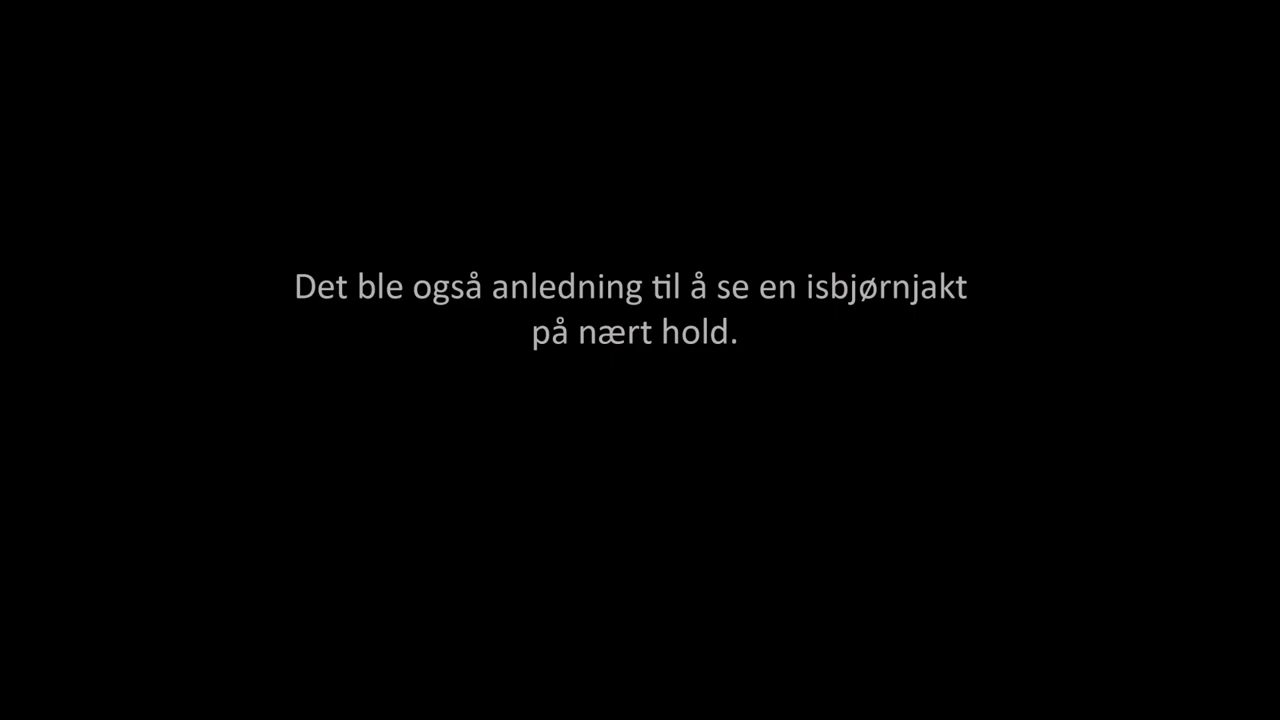 Det ble også anledning til å se en isbjørnjakt
på nært hold.